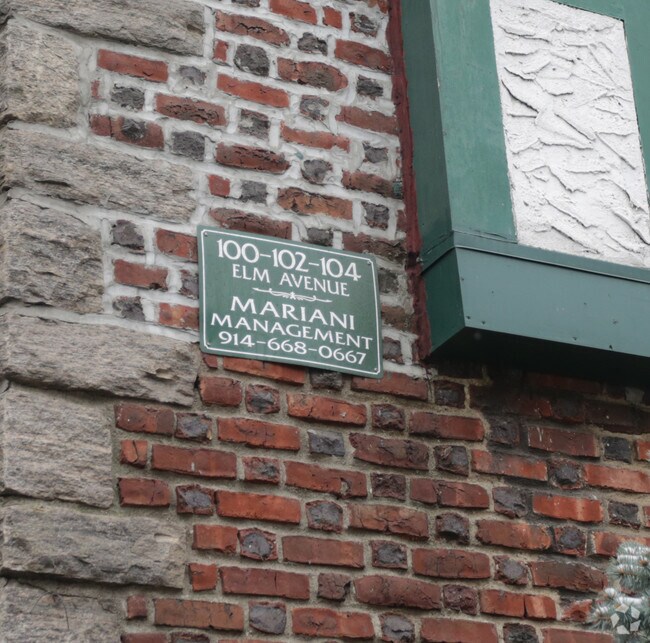 100-102-104
ELM AVENUE
MARIANI
MANAGEMENT
914-668-0667